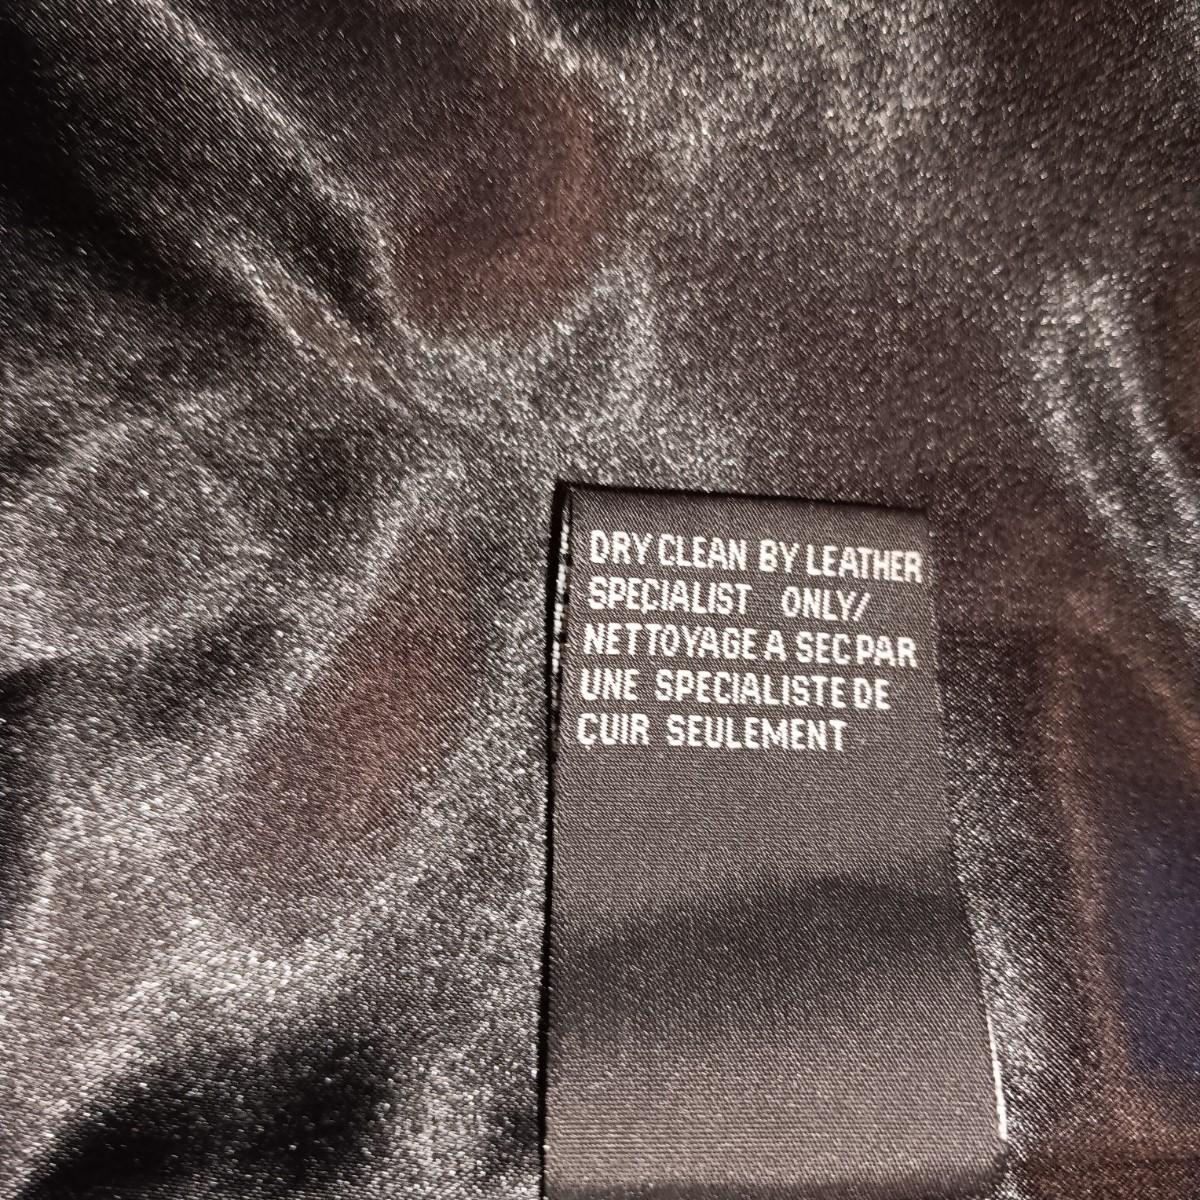 DRY CLEAN BY LEATHER
SPECIALIST ONLY/
NETTOYAGE A SEC PAR
UNE SPECIALISTE DE
CUIR SEULEMENT